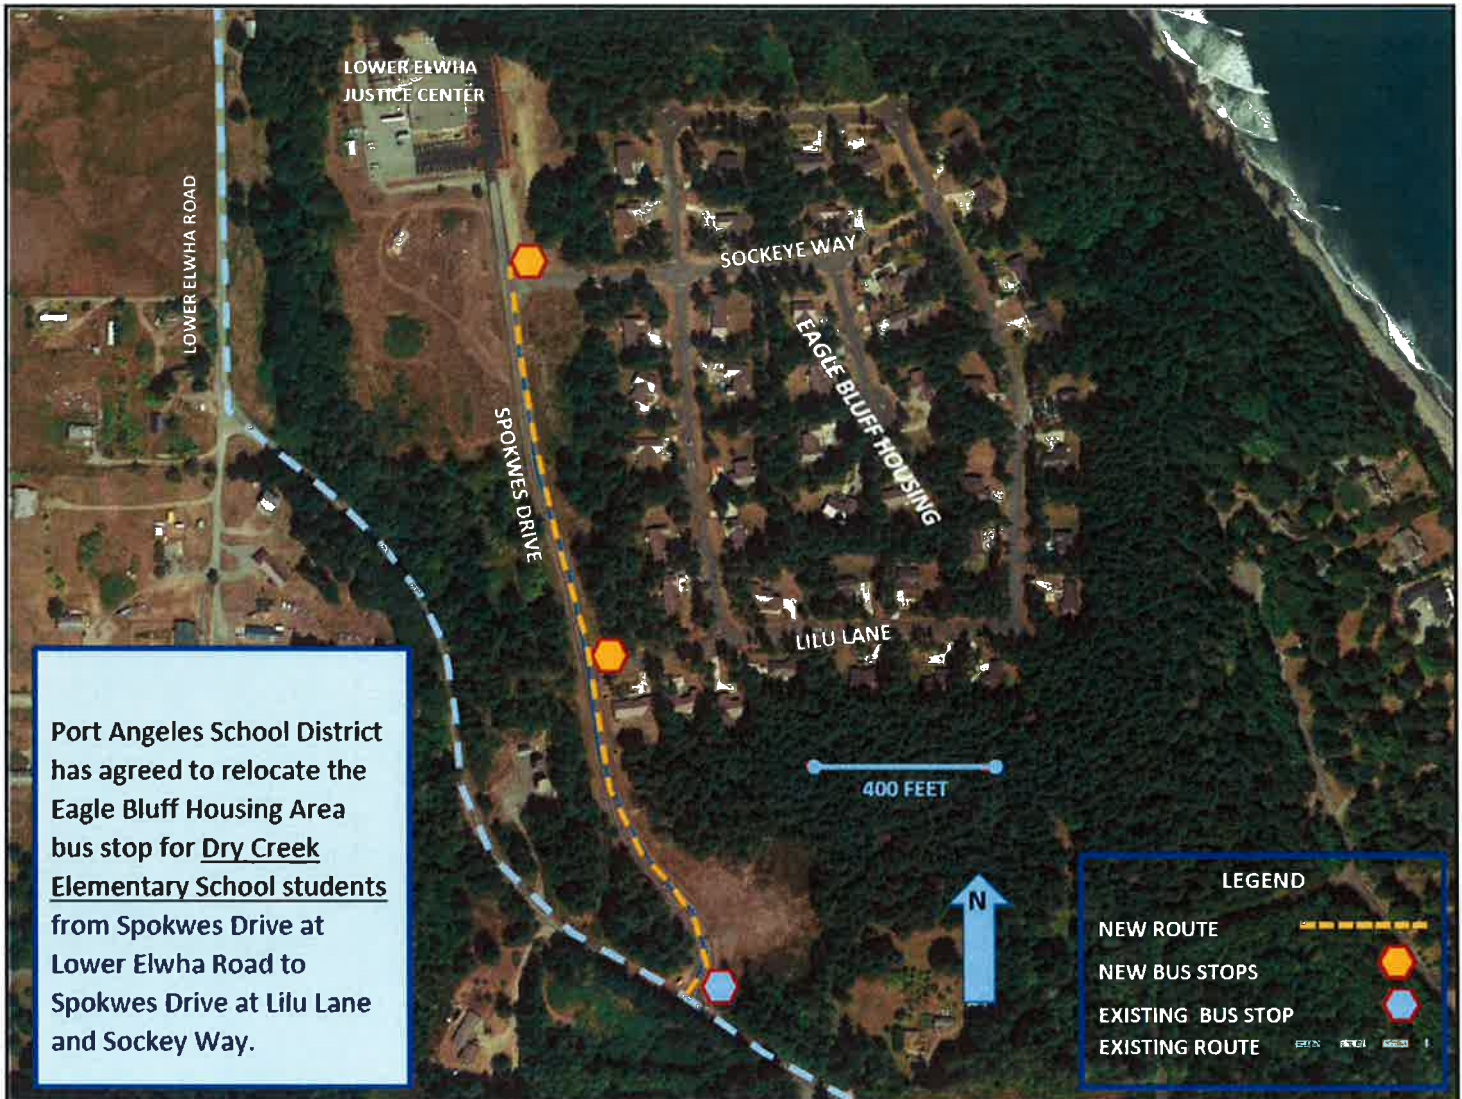 LOWER ELWHA
JUSTICE CENTER
LOWER ELWHA ROAD
SOCKEYE WAY
EAGLE BLUFF HOUSING
SPOKWES DRIVE
LILU LANE
400 FEET
Port Angeles School District
has agreed to relocate the
Eagle Bluff Housing Area
bus stop for Dry Creek
Elementary School students
from Spokwes Drive at
Lower Elwha Road to
Spokwes Drive at Lilu Lane
and Sockey Way.
N
LEGEND
NEW ROUTE
NEW BUS STOPS
EXISTING BUS STOP
EXISTING ROUTE